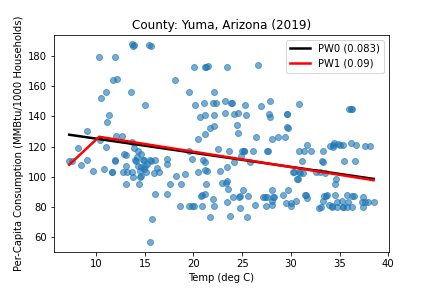 County: Yuma, Arizona (2019)
Per-Capita Consumption (MMBtu/1000 Households)
180
160
140
120
100
80
60
PW0 (0.083)
PW1 (0.09)
10 15 20 25 30 35 40
Temp (deg C)